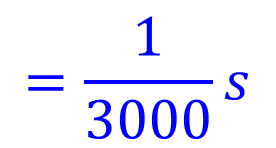 = 1/3000 s